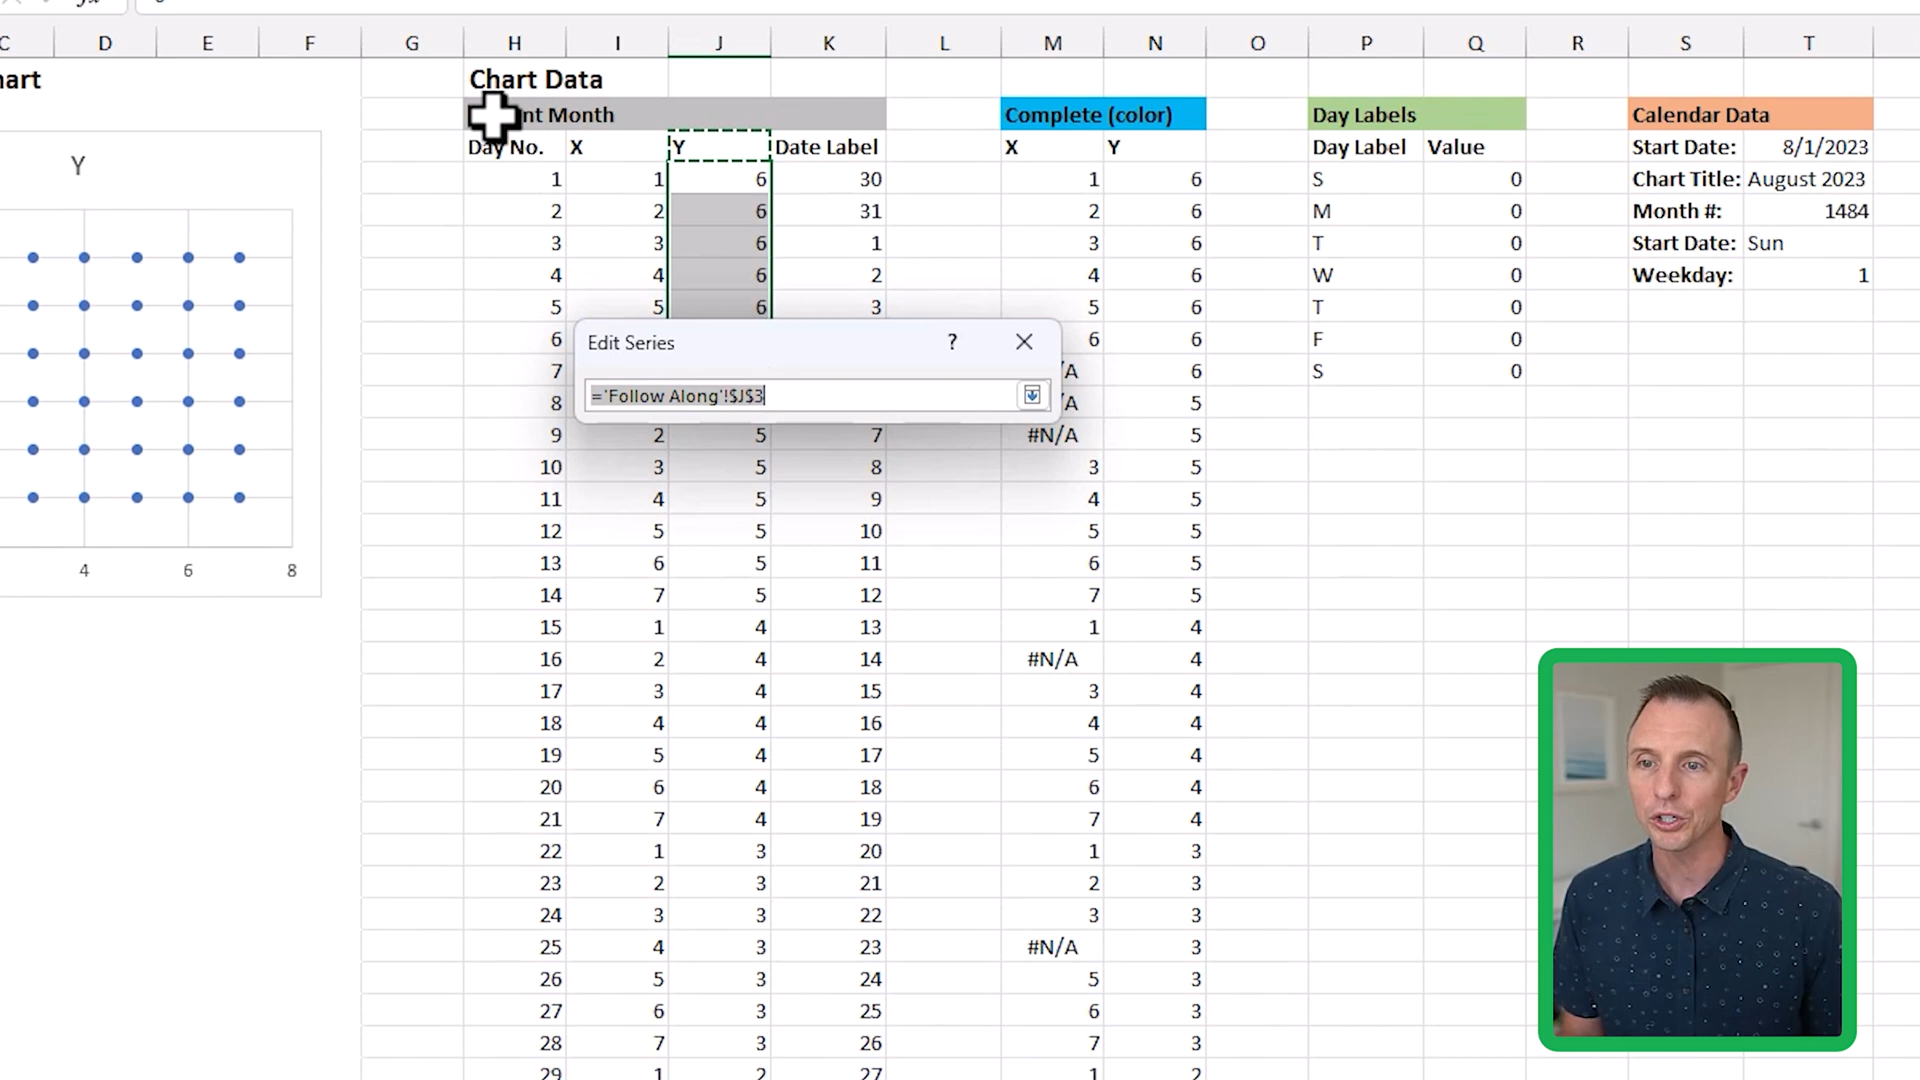 C D E F G H I J K L M N O P Q R S T
art Chart Data
nt Month Complete (color) Day Labels Calendar Data
Day No. X Y Date Label X Y Day Label Value Start Date: 8/1/2023
1 1 6 30 1 6 S 0 Chart Title: August 2023
2 2 6 31 2 6 M 0 Month #: 1484
3 3 6 1 3 6 T 0 Start Date: Sun
4 4 6 2 4 6 W 0 Weekday: 1
5 5 6 3 5 6 T 0
6 6 6 F 0
7 /A 6 S 0
8 /A 5
9 2 5 7 #N/A 5
10 3 5 8 3 5
11 4 5 9 4 5
12 5 5 10 5 5
13 6 5 11 6 5
14 7 5 12 7 5
15 1 4 13 1 4
16 2 4 14 #N/A 4
17 3 4 15 3 4
18 4 4 16 4 4
19 5 4 17 5 4
20 6 4 18 6 4
21 7 4 19 7 4
22 1 3 20 1 3
23 2 3 21 2 3
24 3 3 22 3 3
25 4 3 23 #N/A 3
26 5 3 24 5 3
27 6 3 25 6 3
28 7 3 26 7 3
29 1 2 27 1 2
Y
4 6 8
Edit Series ?
='Follow Along'!$J$3